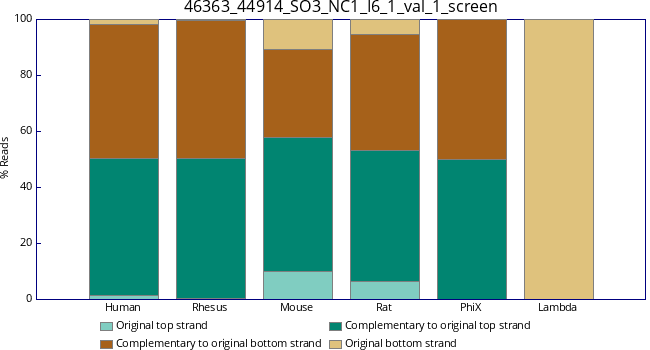 46363_44914_SO3_NC1_I6_1_val_1_screen
100
80
60
40
20
0
% Reads
Human Rhesus Mouse Rat PhiX Lambda
Original top strand Complementary to original top strand
Complementary to original bottom strand Original bottom strand